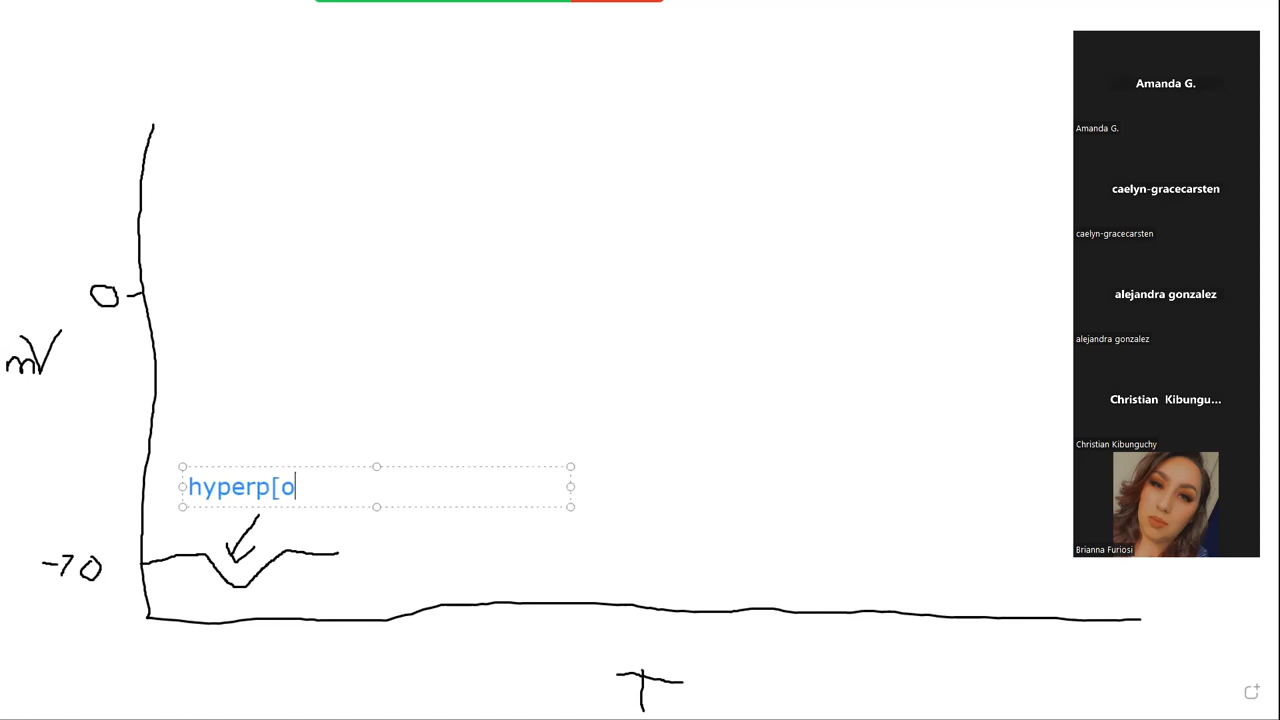 Amanda G.
Amanda G.
caelyn-gracecarsten
caelyn-gracecarsten
alejandra gonzalez
alejandra gonzalez
Christian Kibungu...
Christian Kibunguchy
Brianna Furiosi
0
mV
hyperp[o
-70
T